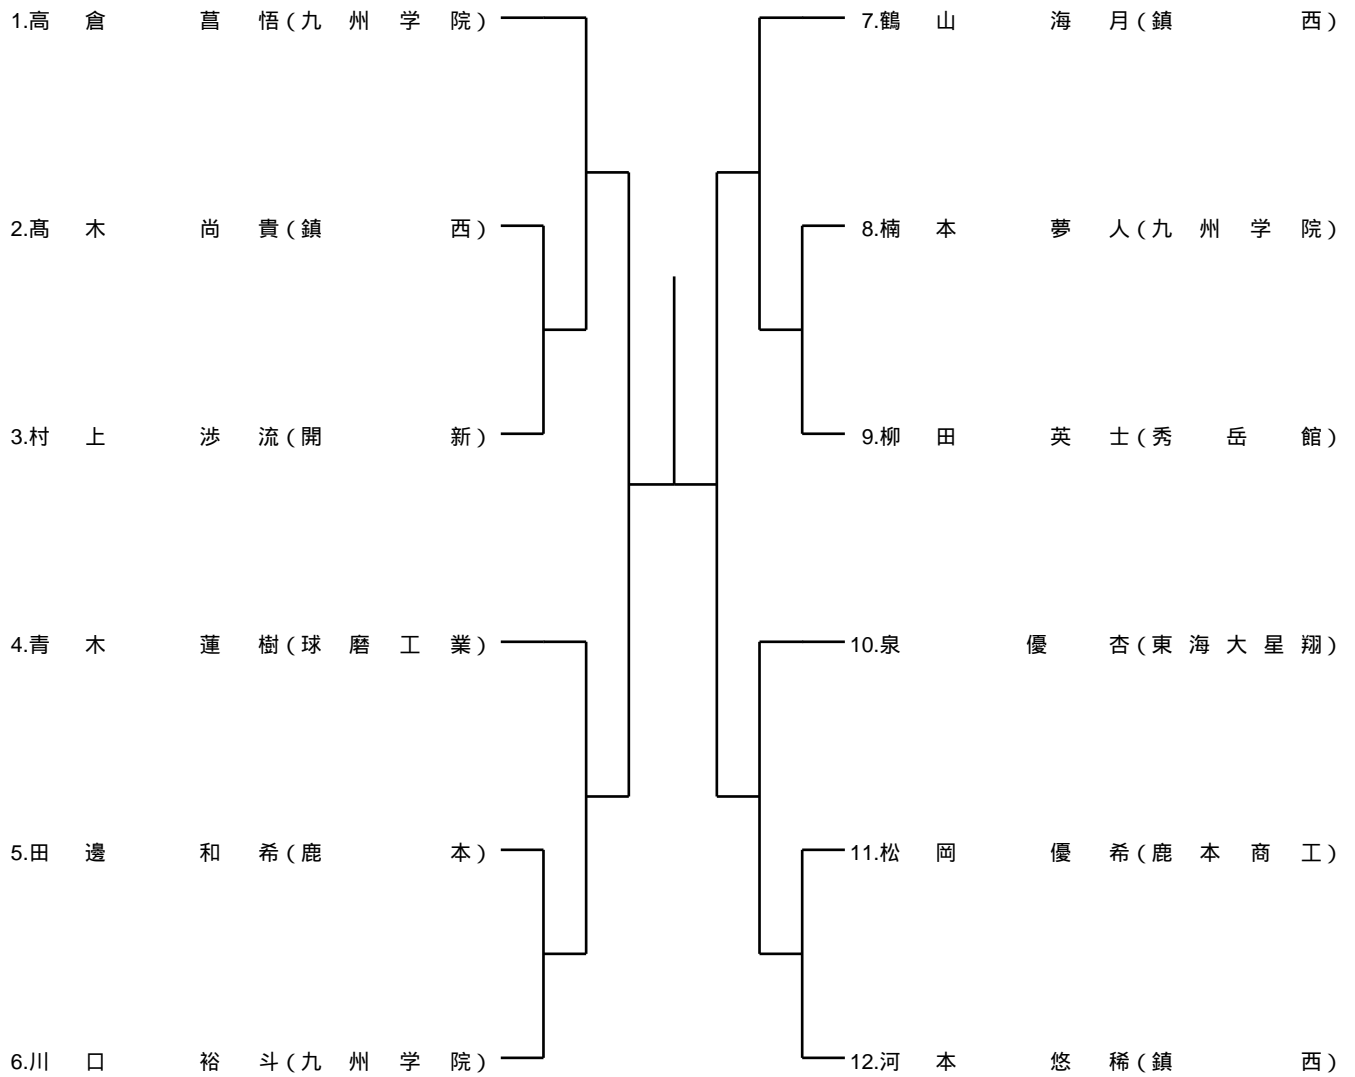 1.高倉 菖悟(九州学院)
2.髙木 尚貴(鎮西)
3.村上 渉流(開新)
4.青木 蓮樹(球磨工業)
5.田邊 和希(鹿本)
6.川口 裕斗(九州学院)
7.鶴山 海月(鎮西)
8.楠本 夢人(九州学院)
9.柳田 英士(秀岳館)
10.泉 優杏(東海大星翔)
11.松岡 優希(鹿本商工)
12.河本 悠稀(鎮西)